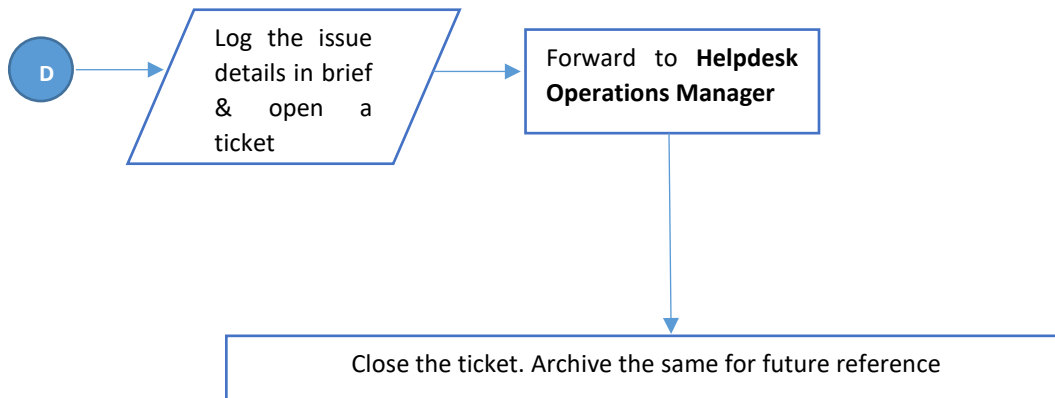 D
Log the issue
details in brief
& open a
ticket
Forward to Helpdesk
Operations Manager
Close the ticket. Archive the same for future reference